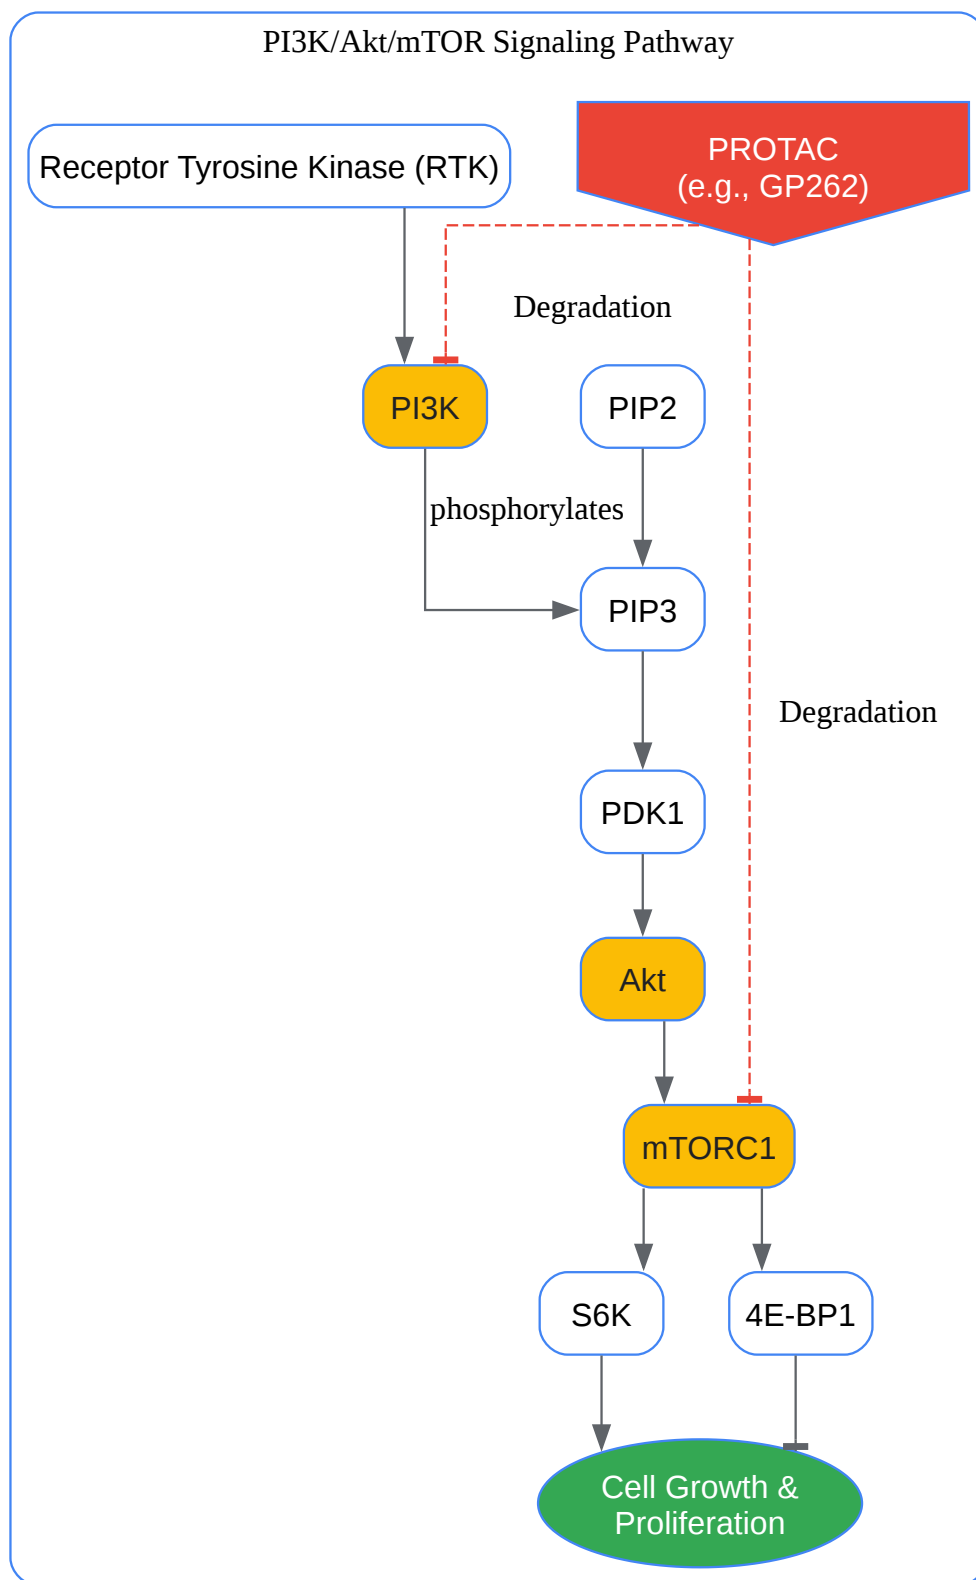 PI3K/Akt/mTOR Signaling Pathway
Receptor Tyrosine Kinase (RTK)
PROTAC
(e.g., GP262)
Degradation
PI3K
PIP2
phosphorylates
PIP3
Degradation
PDK1
Akt
mTORC1
S6K
4E-BP1
Cell Growth &
Proliferation